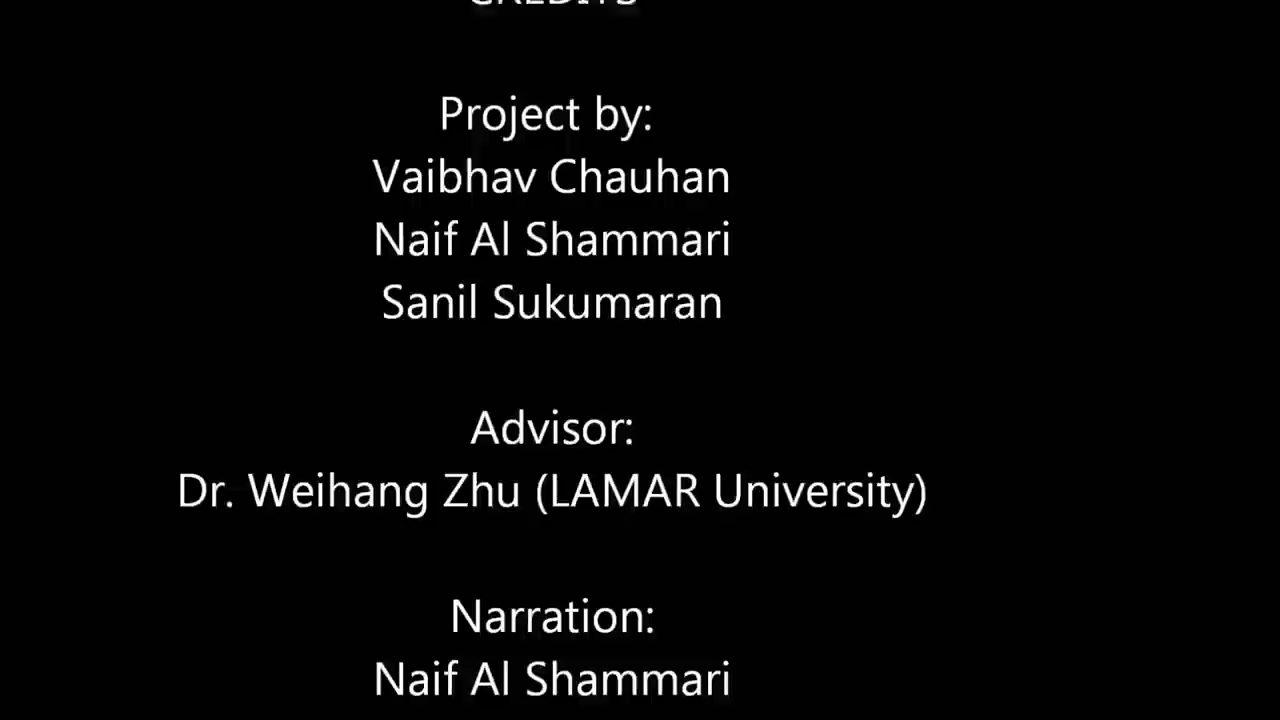 CREDITS
Project by:
Vaibhav Chauhan
Naif Al Shammari
Sanil Sukumaran
Advisor:
Dr. Weihang Zhu (LAMAR University)
Narration:
Naif Al Shammari